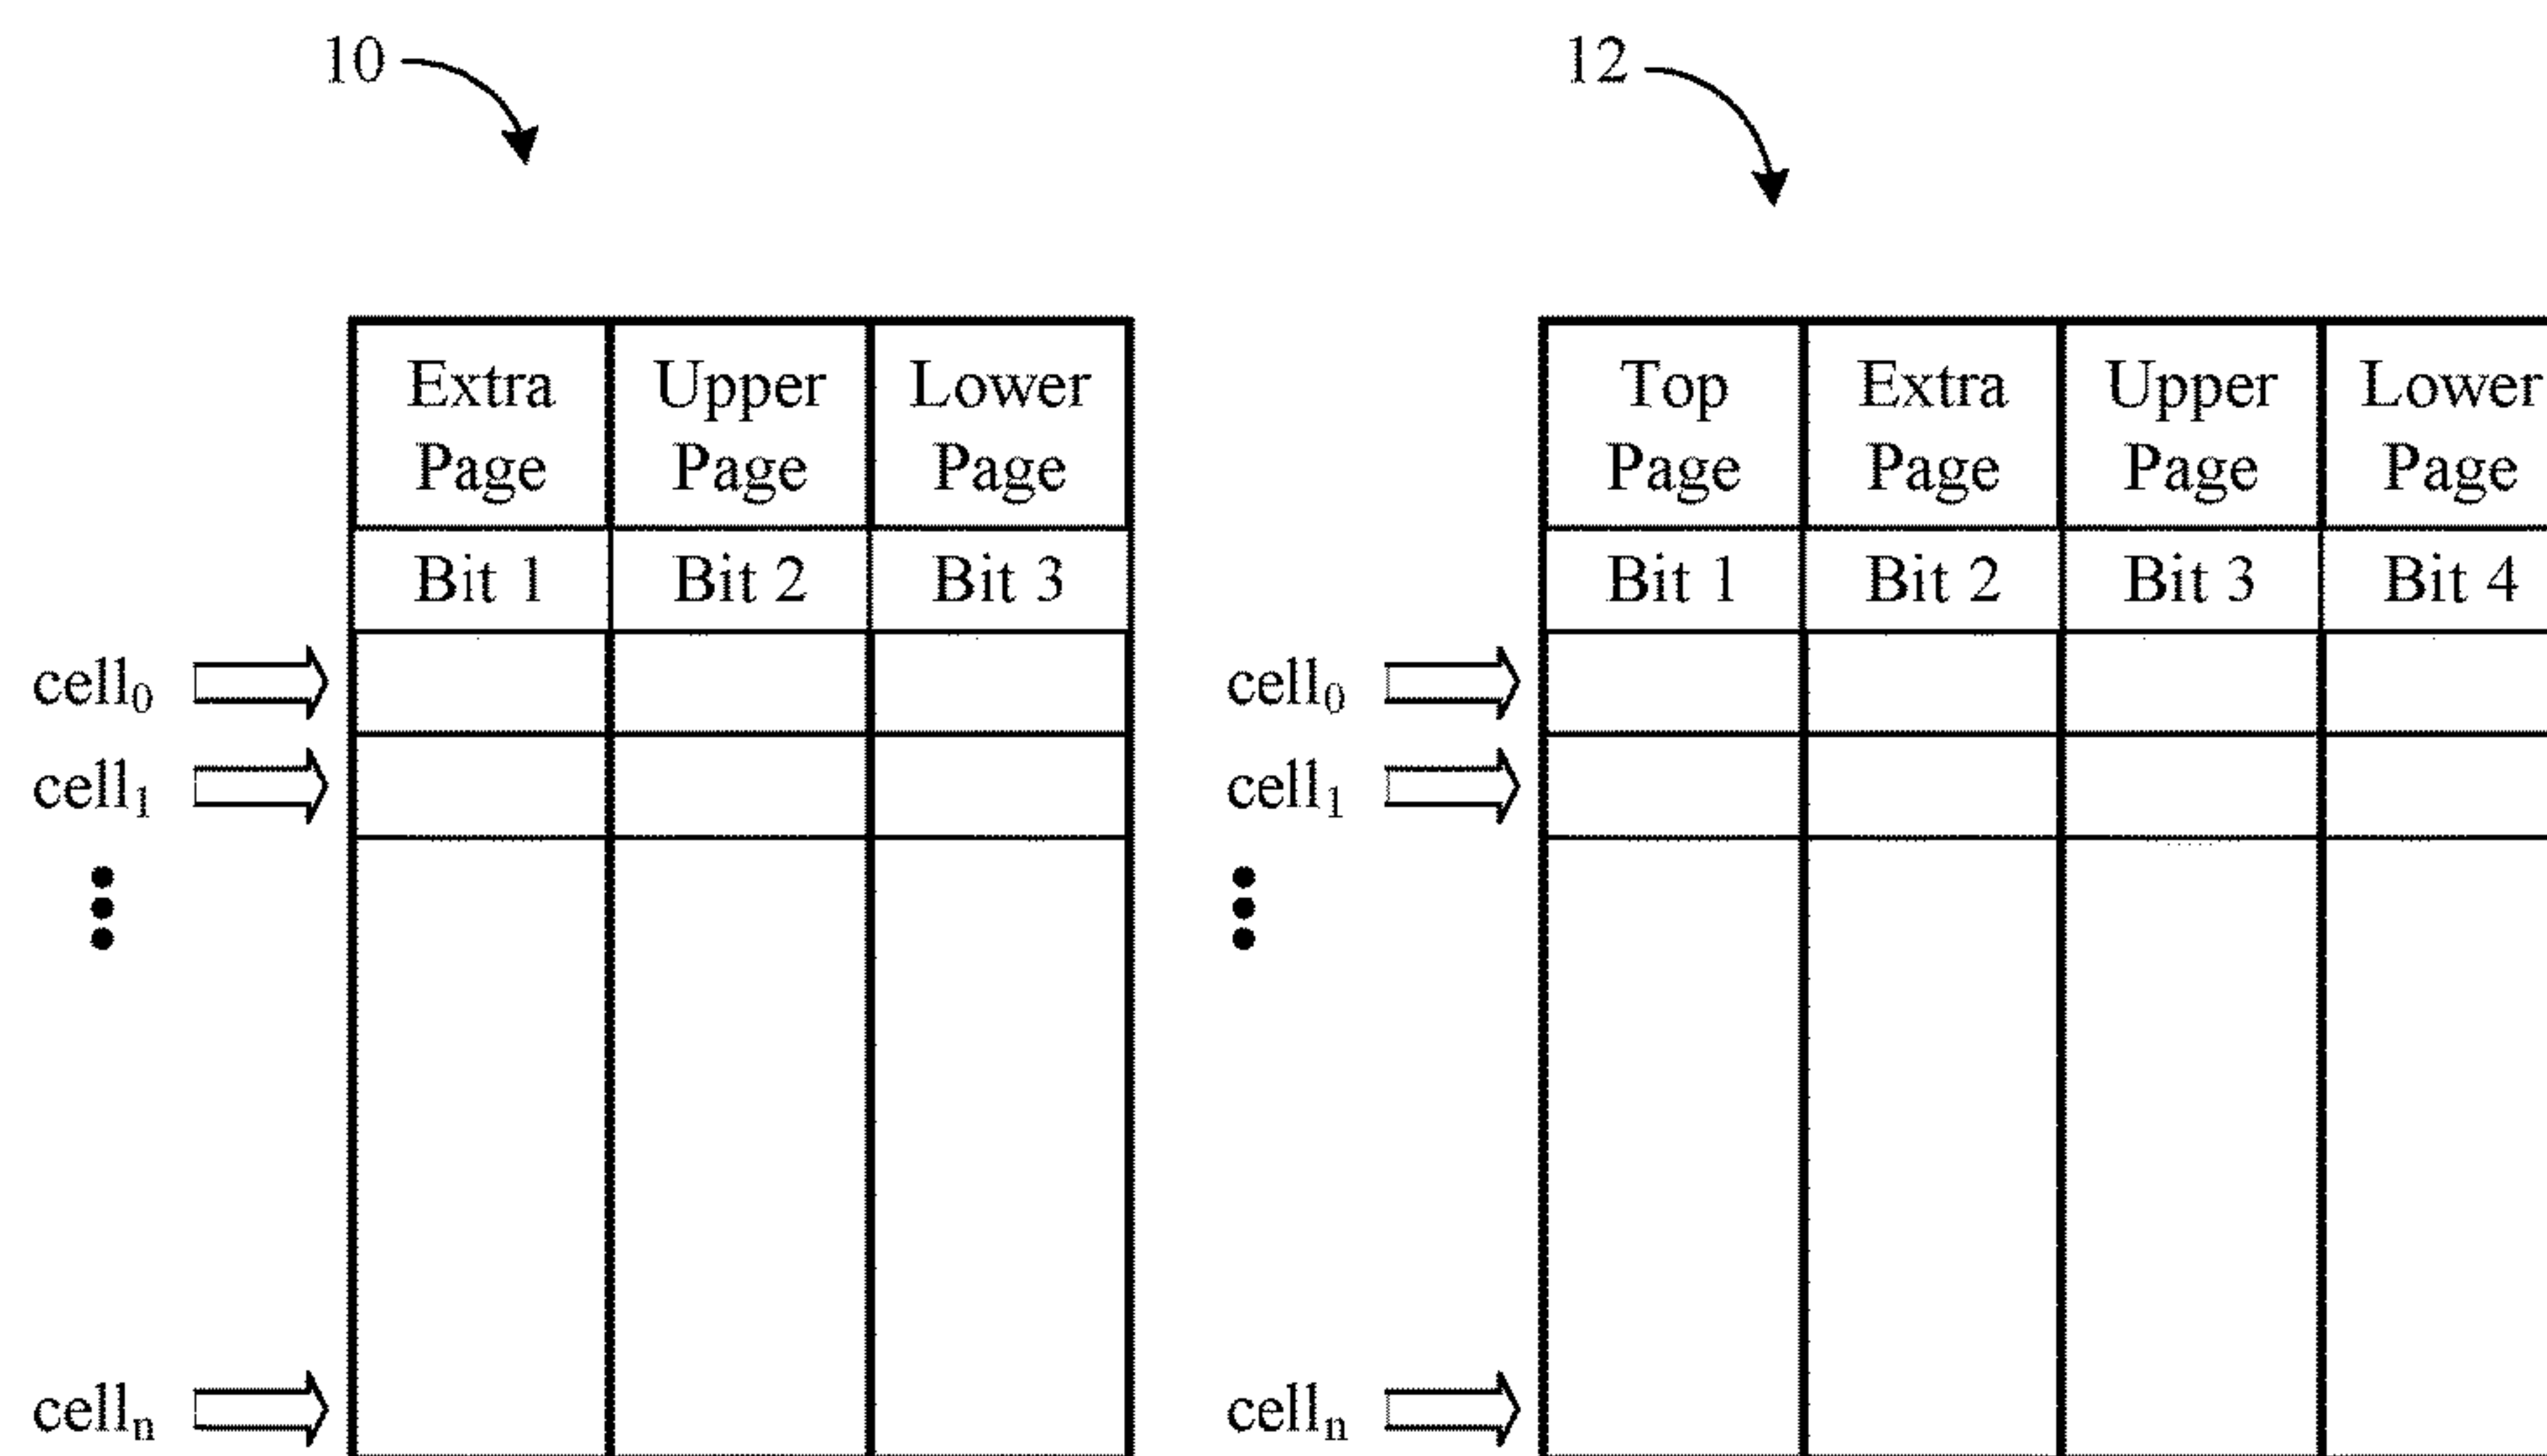 10
12
Extra Page
Upper Page
Lower Page
Bit 1
Bit 2
Bit 3
cell0
cell1
celln
Top Page
Extra Page
Upper Page
Lower Page
Bit 1
Bit 2
Bit 3
Bit 4
cell0
cell1
celln